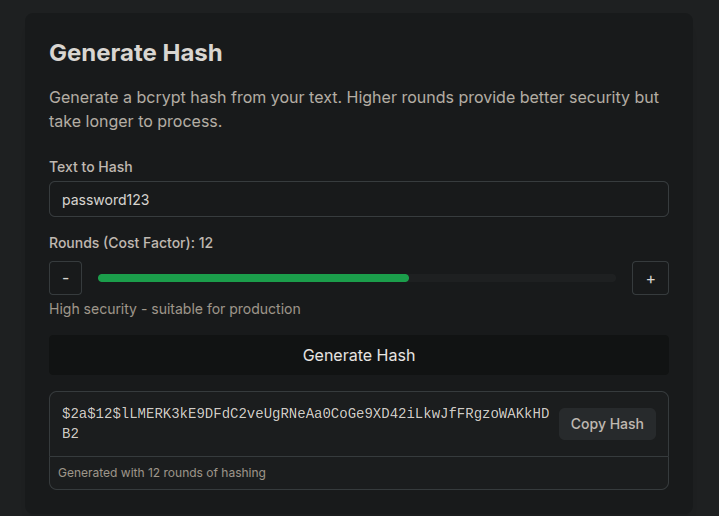 Generate Hash
Generate a bcrypt hash from your text. Higher rounds provide better security but
take longer to process.
Text to Hash
password123
Rounds (Cost Factor): 12
-
+
High security - suitable for production
Generate Hash
$2a$12$lLMERK3kE9DFdC2veUgRNeAa0CoGe9XD42iLkwJfFRgzoWAKkHD
B2
Copy Hash
Generated with 12 rounds of hashing